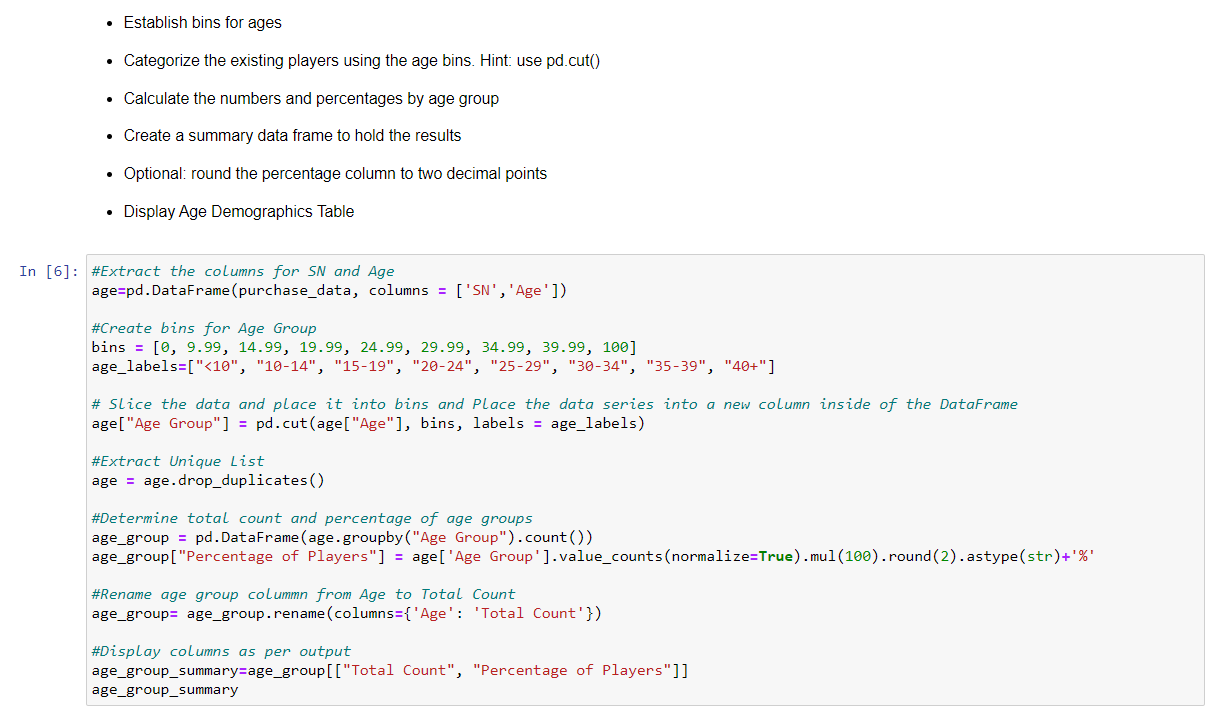 • Establish bins for ages
• Categorize the existing players using the age bins. Hint: use pd.cut()
• Calculate the numbers and percentages by age group
• Create a summary data frame to hold the results
• Optional: round the percentage column to two decimal points
• Display Age Demographics Table
In [6]: #Extract the columns for SN and Age
age=pd.DataFrame(purchase_data, columns = ['SN','Age'])
#Create bins for Age Group
bins = [0, 9.99, 14.99, 19.99, 24.99, 29.99, 34.99, 39.99, 100]
age_labels=["<10", "10-14", "15-19", "20-24", "25-29", "30-34", "35-39", "40+"]
# Slice the data and place it into bins and Place the data series into a new column inside of the DataFrame
age["Age Group"] = pd.cut(age["Age"], bins, labels = age_labels)
#Extract Unique List
age = age.drop_duplicates()
#Determine total count and percentage of age groups
age_group = pd.DataFrame(age.groupby("Age Group").count())
age_group["Percentage of Players"] = age['Age Group'].value_counts(normalize=True).mul(100).round(2).astype(str)+'%'
#Rename age group colummn from Age to Total Count
age_group= age_group.rename(columns={'Age': 'Total Count'})
#Display columns as per output
age_group_summary=age_group[["Total Count", "Percentage of Players"]]
age_group_summary